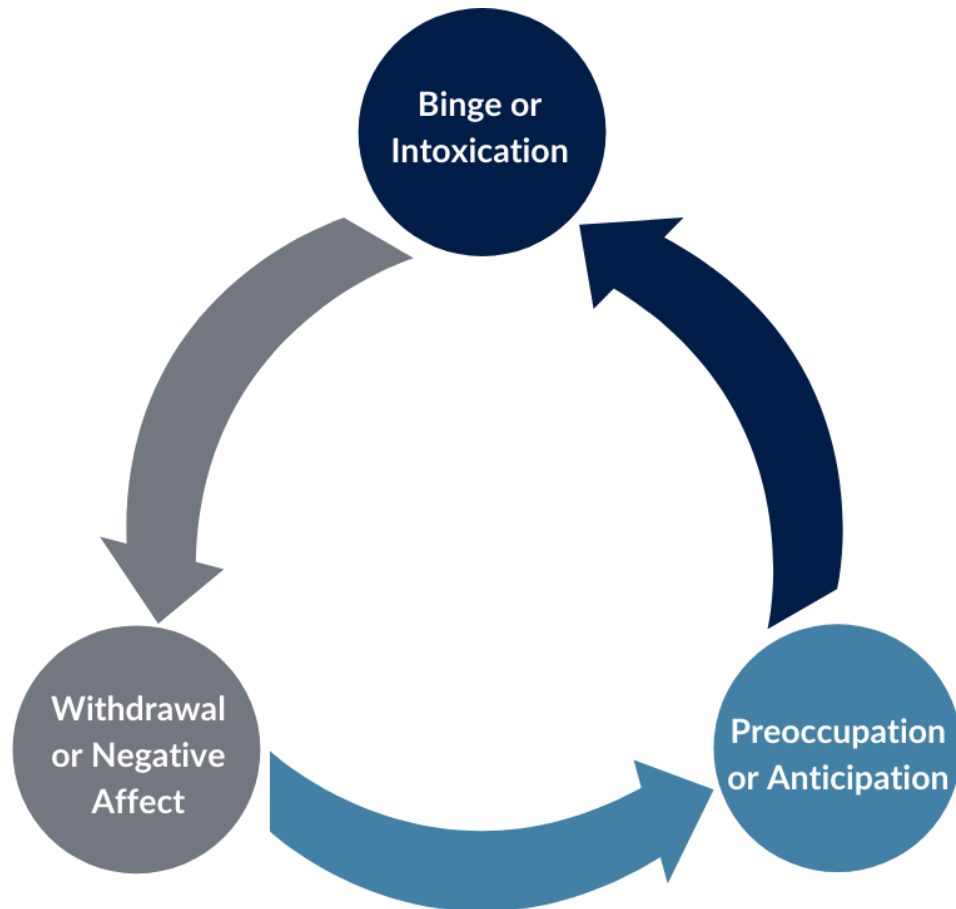 Binge or
Intoxication
Withdrawal
or Negative
Affect
Preoccupation
or Anticipation